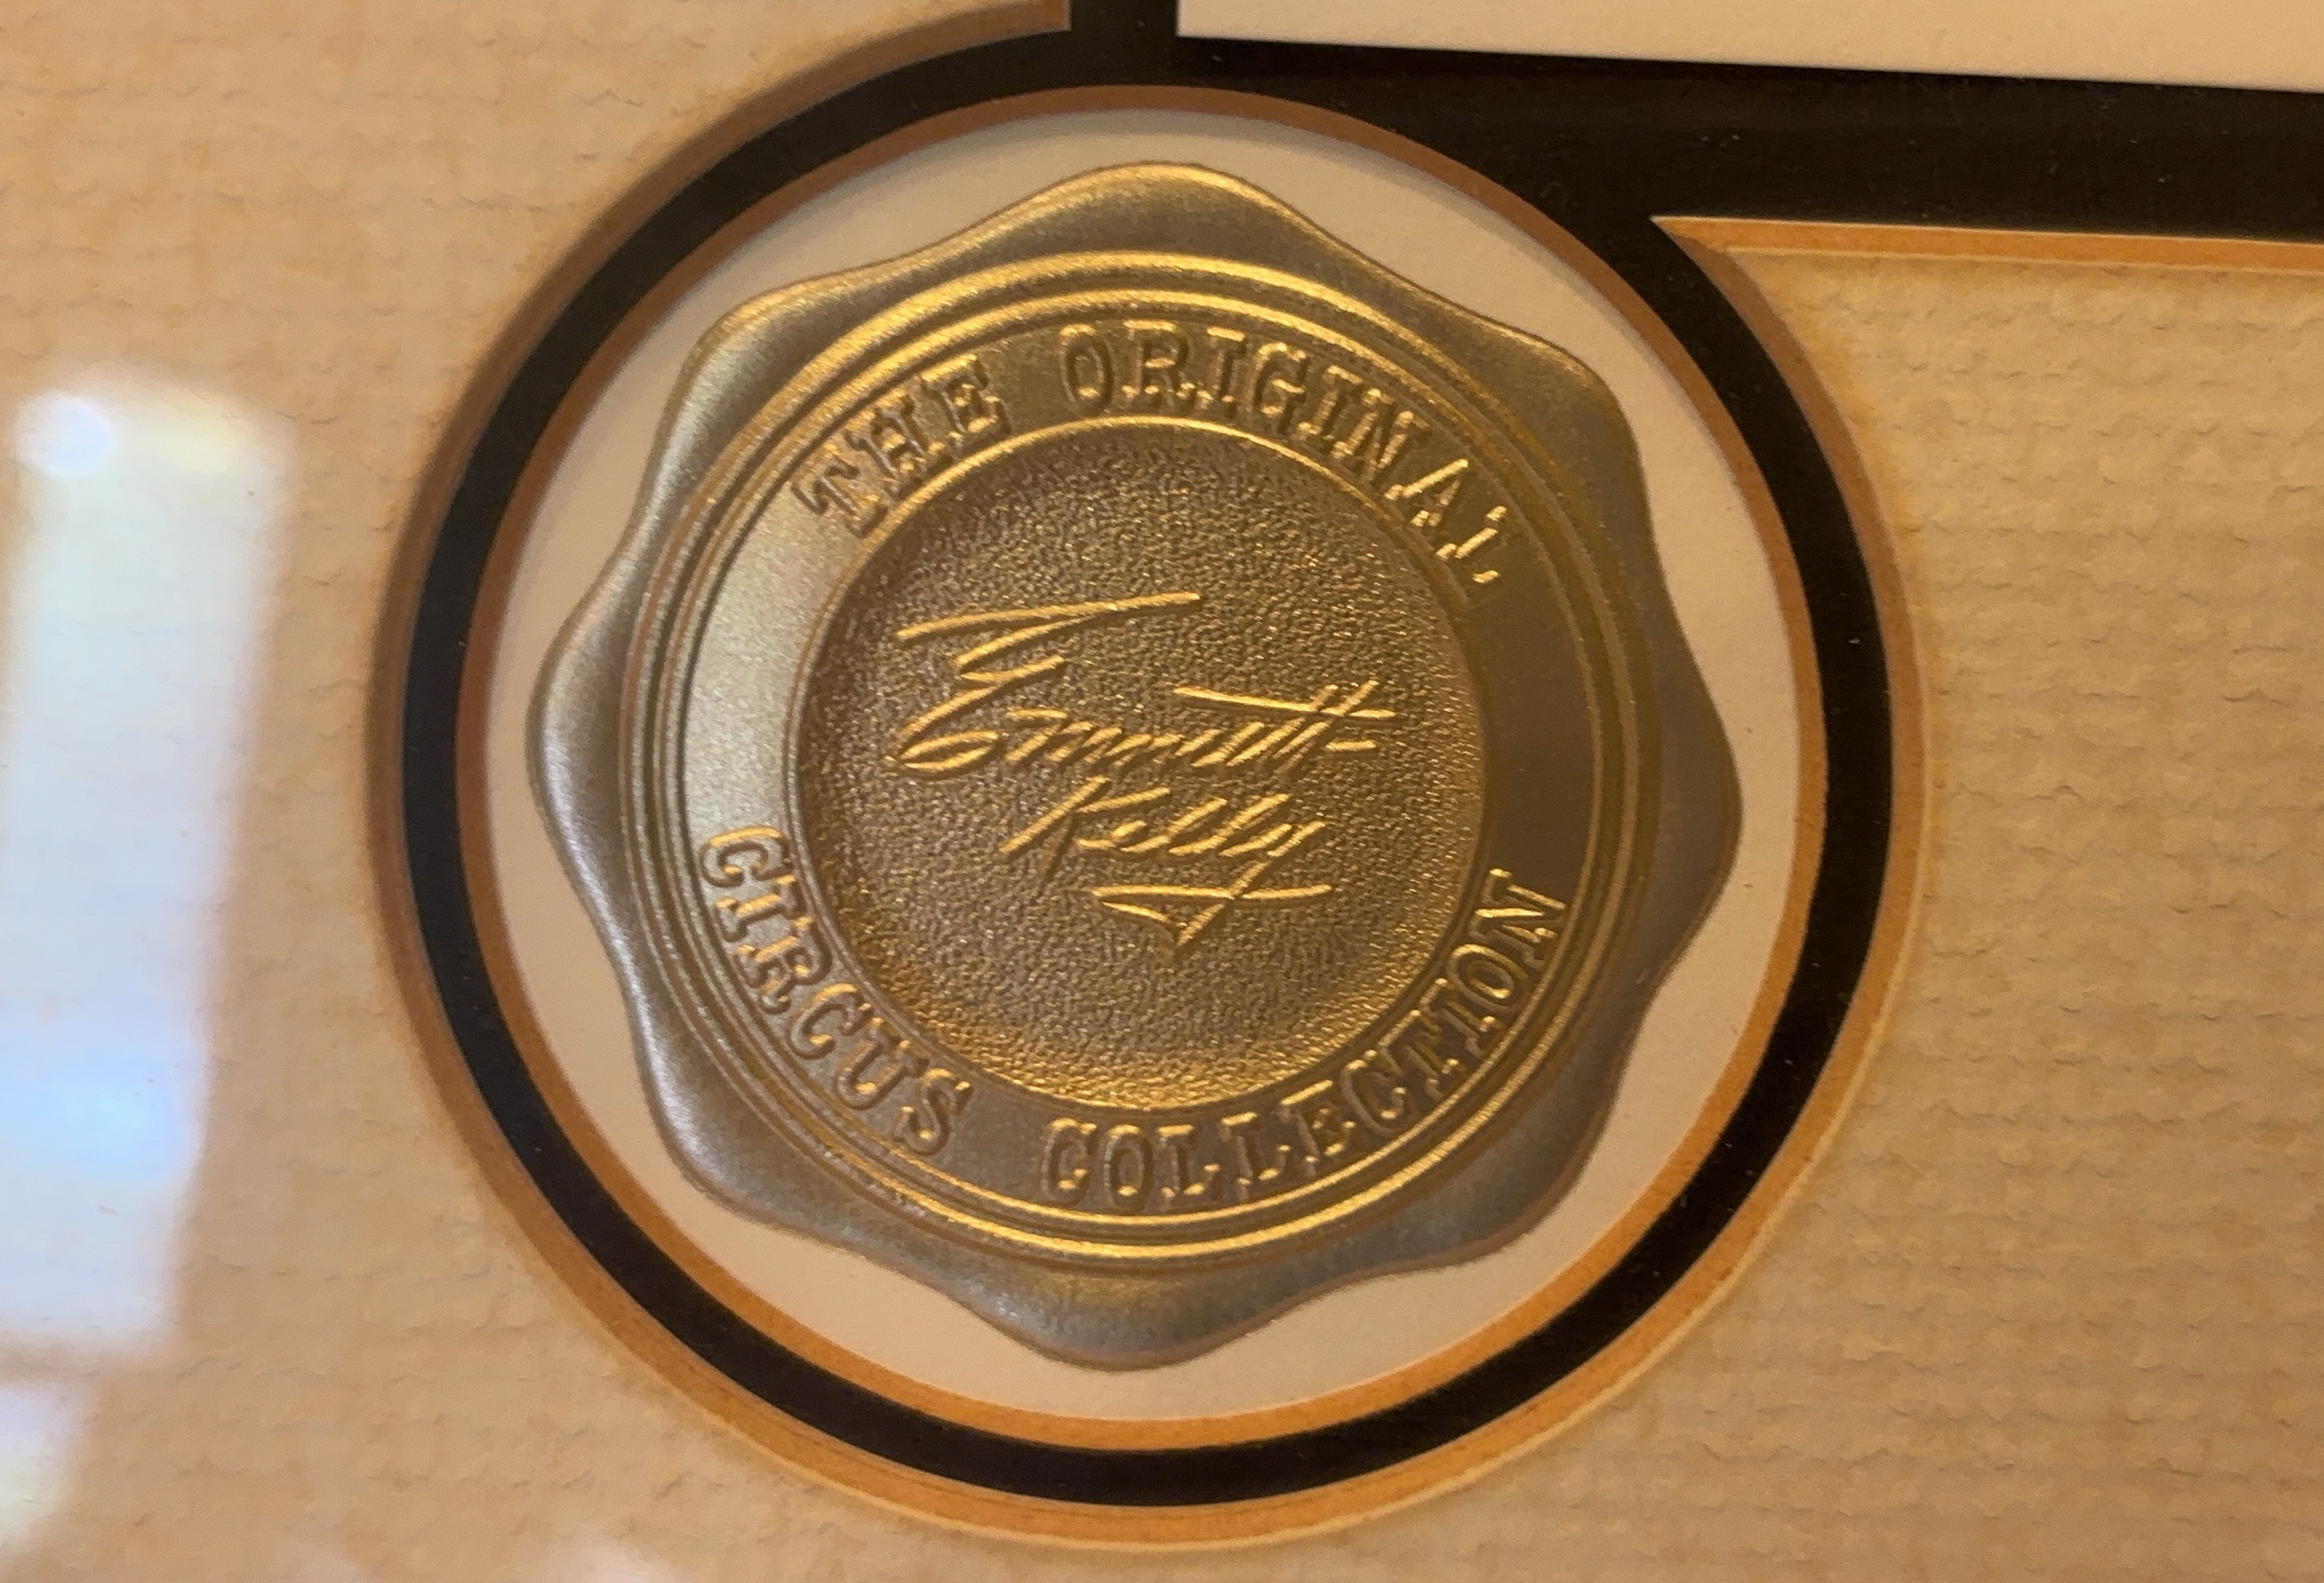 THE ORIGINAL
Emmett
Kelly
CIRCUS COLLECTION